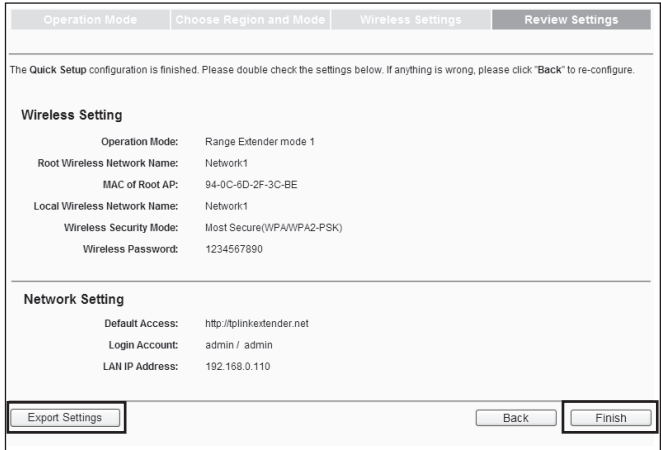 Operation Mode Choose Region and Mode Wireless Settings Review Settings
The Quick Setup configuration is finished. Please double check the settings below. If anything is wrong, please click "Back" to re-configure.
Wireless Setting
Operation Mode: Range Extender mode 1
Root Wireless Network Name: Network1
MAC of Root AP: 94-0C-6D-2F-3C-BE
Local Wireless Network Name: Network1
Wireless Security Mode: Most Secure(WPA/WPA2-PSK)
Wireless Password: 1234567890
Network Setting
Default Access: http://tplinkextender.net
Login Account: admin / admin
LAN IP Address: 192.168.0.110
Export Settings Back Finish